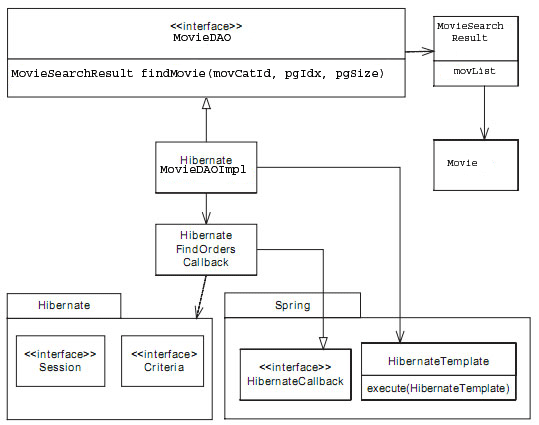 <<interface>>
MovieDAO
MovieSearchResult findMovie(movCatId, pgIdx, pgSize)
MovieSearch
Result
movList
Movie
Hibernate
MovieDAOImpl
Hibernate
FindOrders
Callback
Hibernate
<<interface>>
Session
<<interface>
Criteria
Spring
<<interface>>
HibernateCallback
HibernateTemplate
execute(HibernateTemplate)